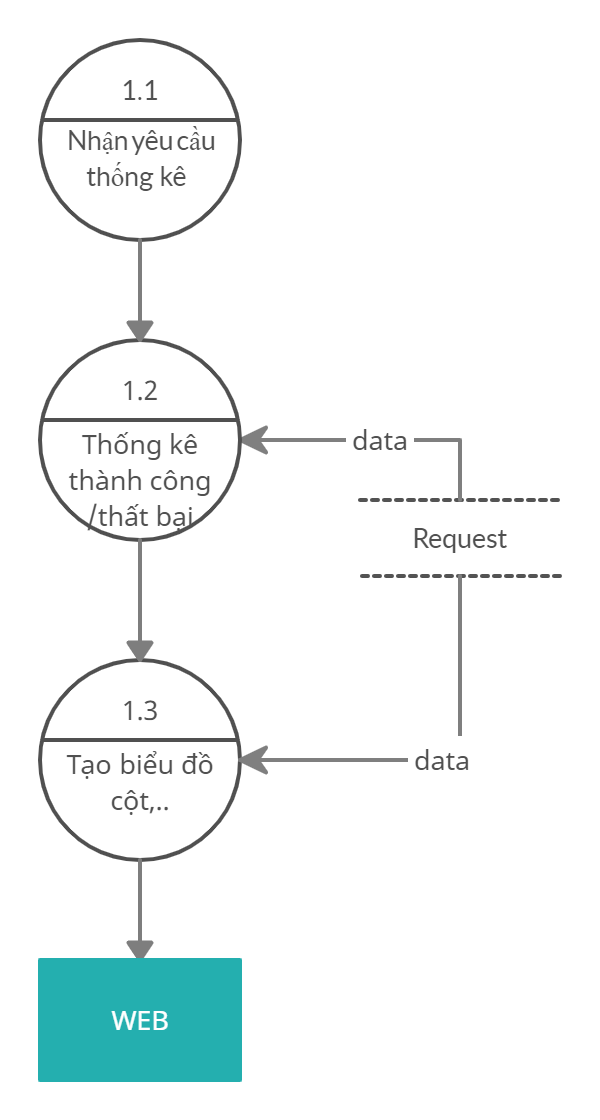 1.1
Nhận yêu cầu
thống kê
1.2
Thống kê
thành công
/thất bại
data
Request
1.3
Tạo biểu đồ
cột,..
data
WEB